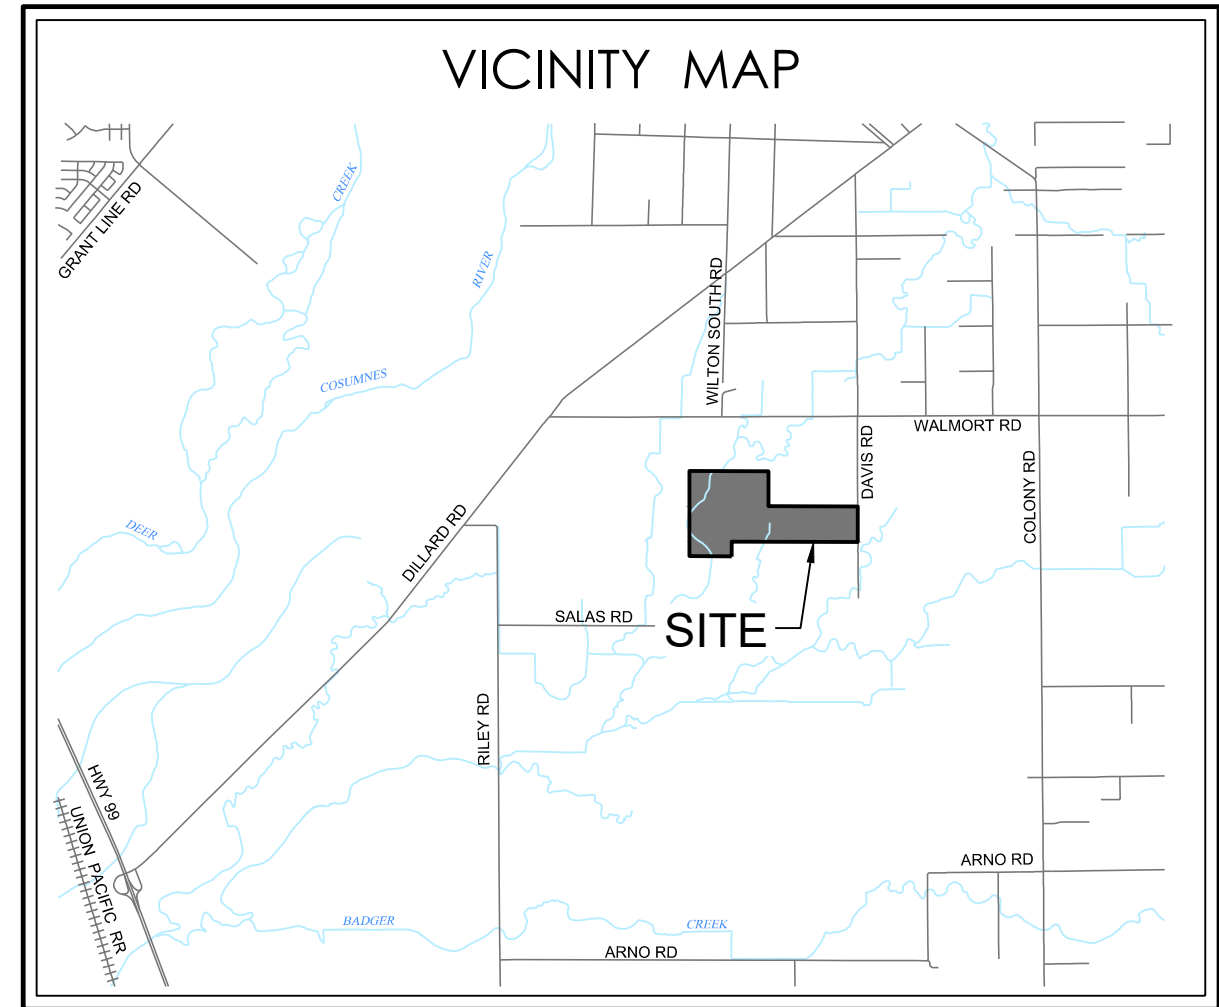 VICINITY MAP
GRANT LINE RD
CREEK
RIVER
WILTON SOUTH RD
COSUMNES
WALMORT RD
DAVIS RD
COLONY RD
DEER
DILLARD RD
SALAS RD
SITE
RILEY RD
HWY 99
UNION PACIFIC RR
ARNO RD
BADGER
CREEK
ARNO RD